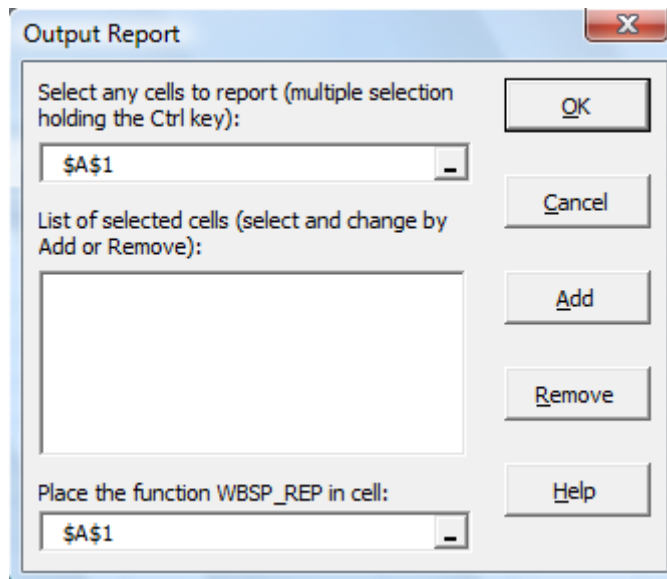 Output Report
Select any cells to report (multiple selection
holding the Ctrl key):
$A$1
List of selected cells (select and change by
Add or Remove):
Place the function WBSP_REP in cell:
$A$1
OK
Cancel
Add
Remove
Help